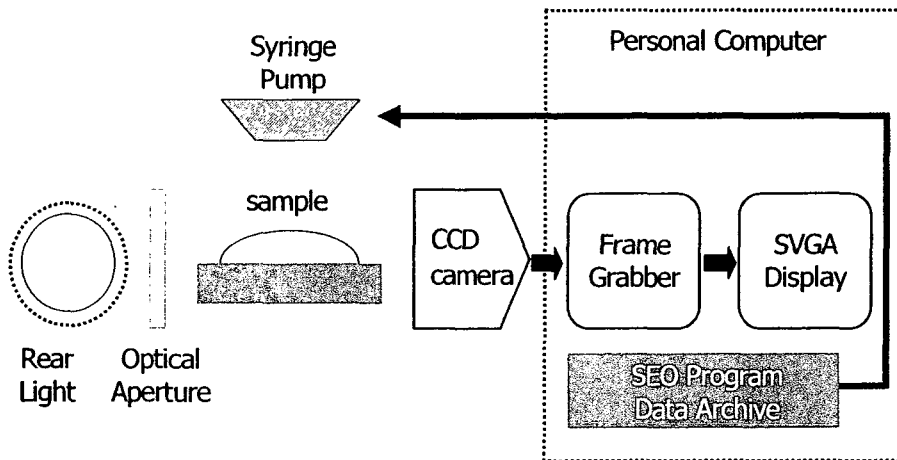 Syringe
Pump
Personal Computer
sample
CCD
camera
Frame
Grabber
SVGA
Display
Rear
Light
Optical
Aperture
SEO Program
Data Archive